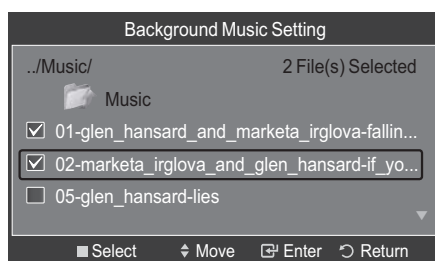 Background Music Setting
../Music/ 2 File(s) Selected
Music
01-glen_hansard_and_marketa_irglova-fallin...
02-marketa_irglova_and_glen_hansard-if_yo...
05-glen_hansard-lies
Select Move Enter Return